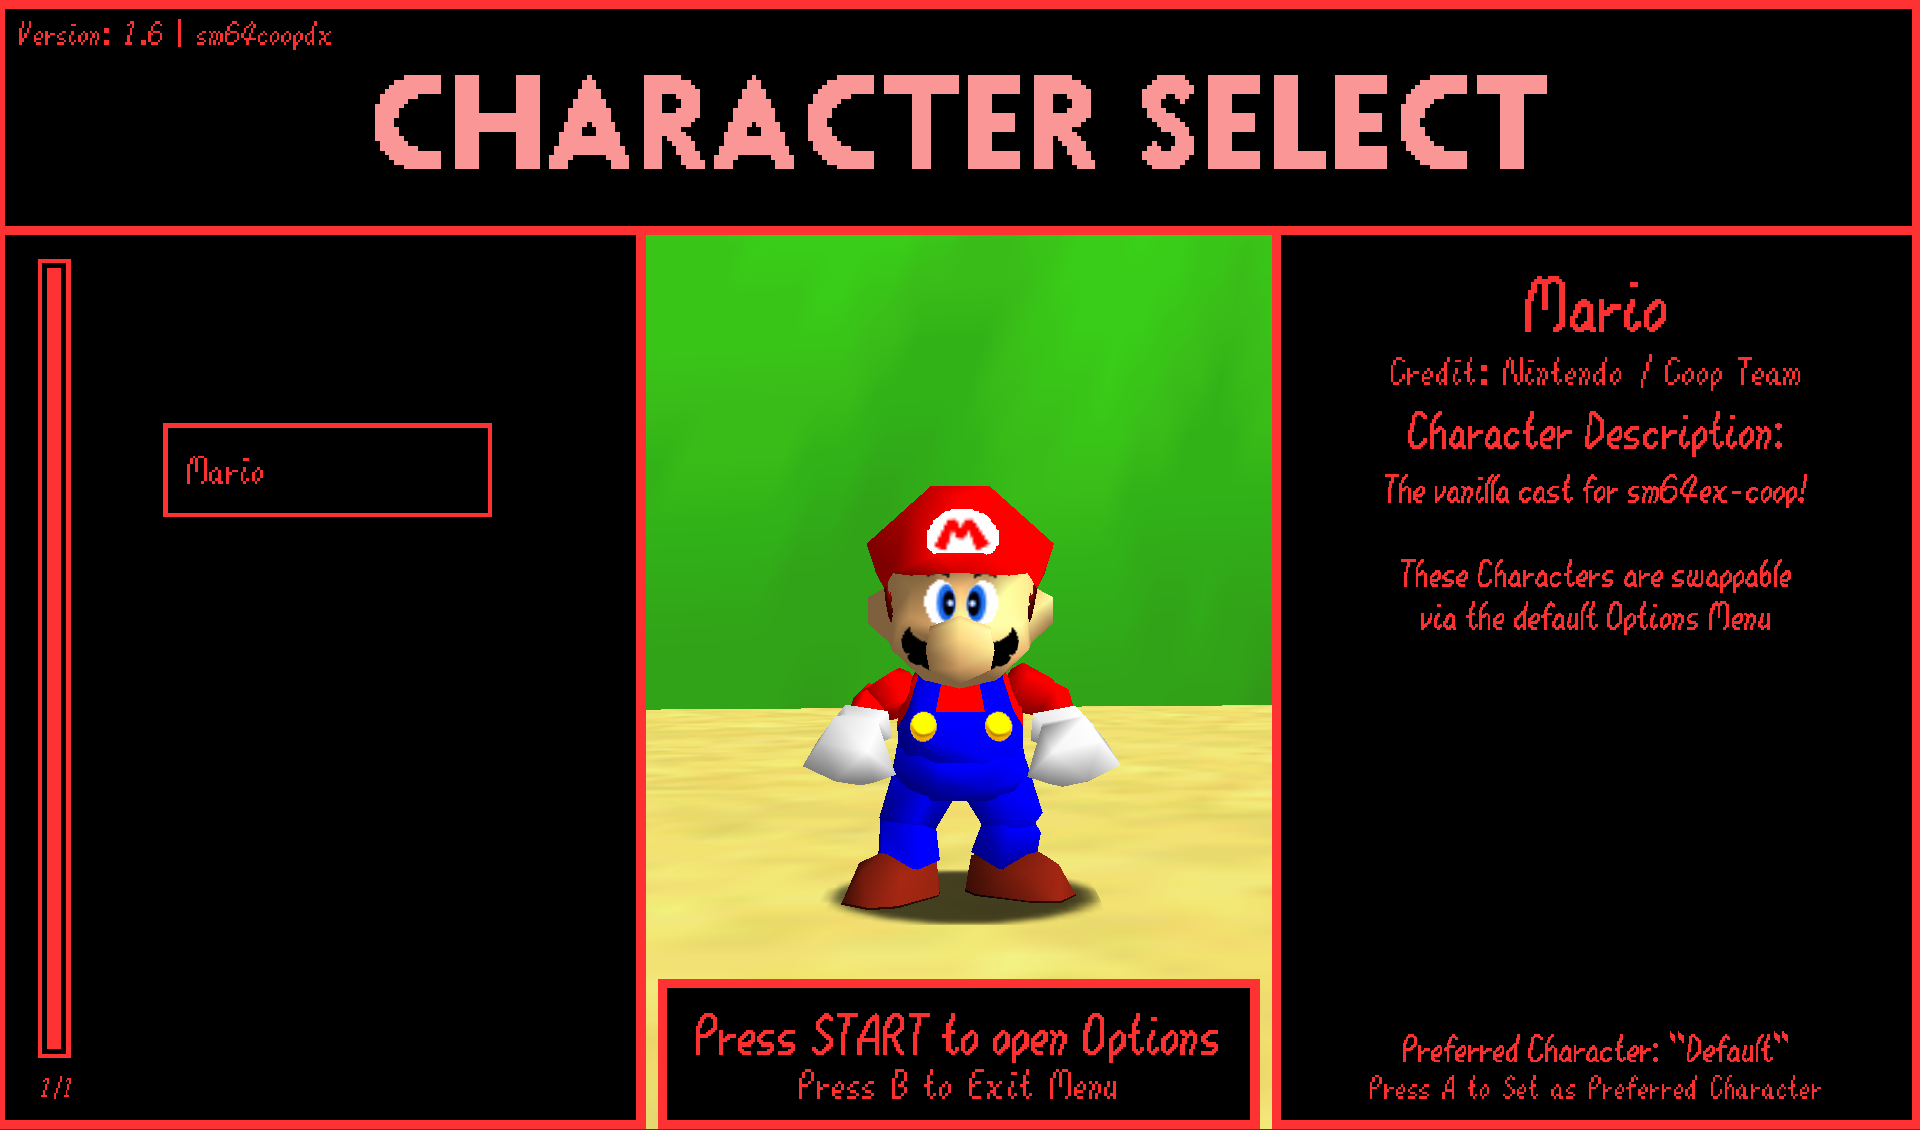 Version: 1.6 | sm64coopdx
CHARACTER SELECT
Mario
1/1
M
Press START to open Options
Press B to Exit Menu
Mario
Credit: Nintendo / Coop Team
Character Description:
The vanilla cast for sm64ex-coop!
These Characters are swappable
via the default Options Menu
Preferred Character: "Default"
Press A to Set as Preferred Character